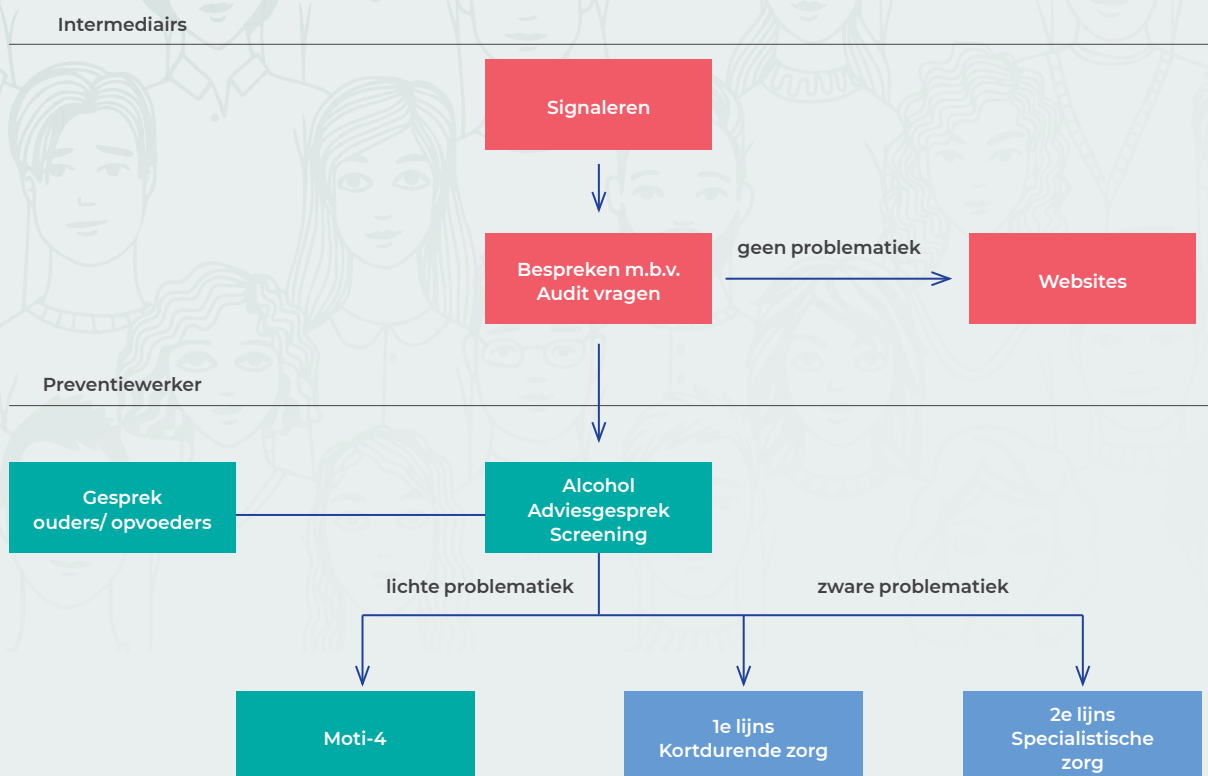 Intermediairs
Signaleren
Bespreken m.b.v.
Audit vragen
geen problematiek
Websites
Preventiewerker
Gesprek
ouders/ opvoeders
Alcohol
Adviesgesprek
Screening
lichte problematiek
zware problematiek
Moti-4
1e lijns
Kortdurende zorg
2e lijns
Specialistische
zorg